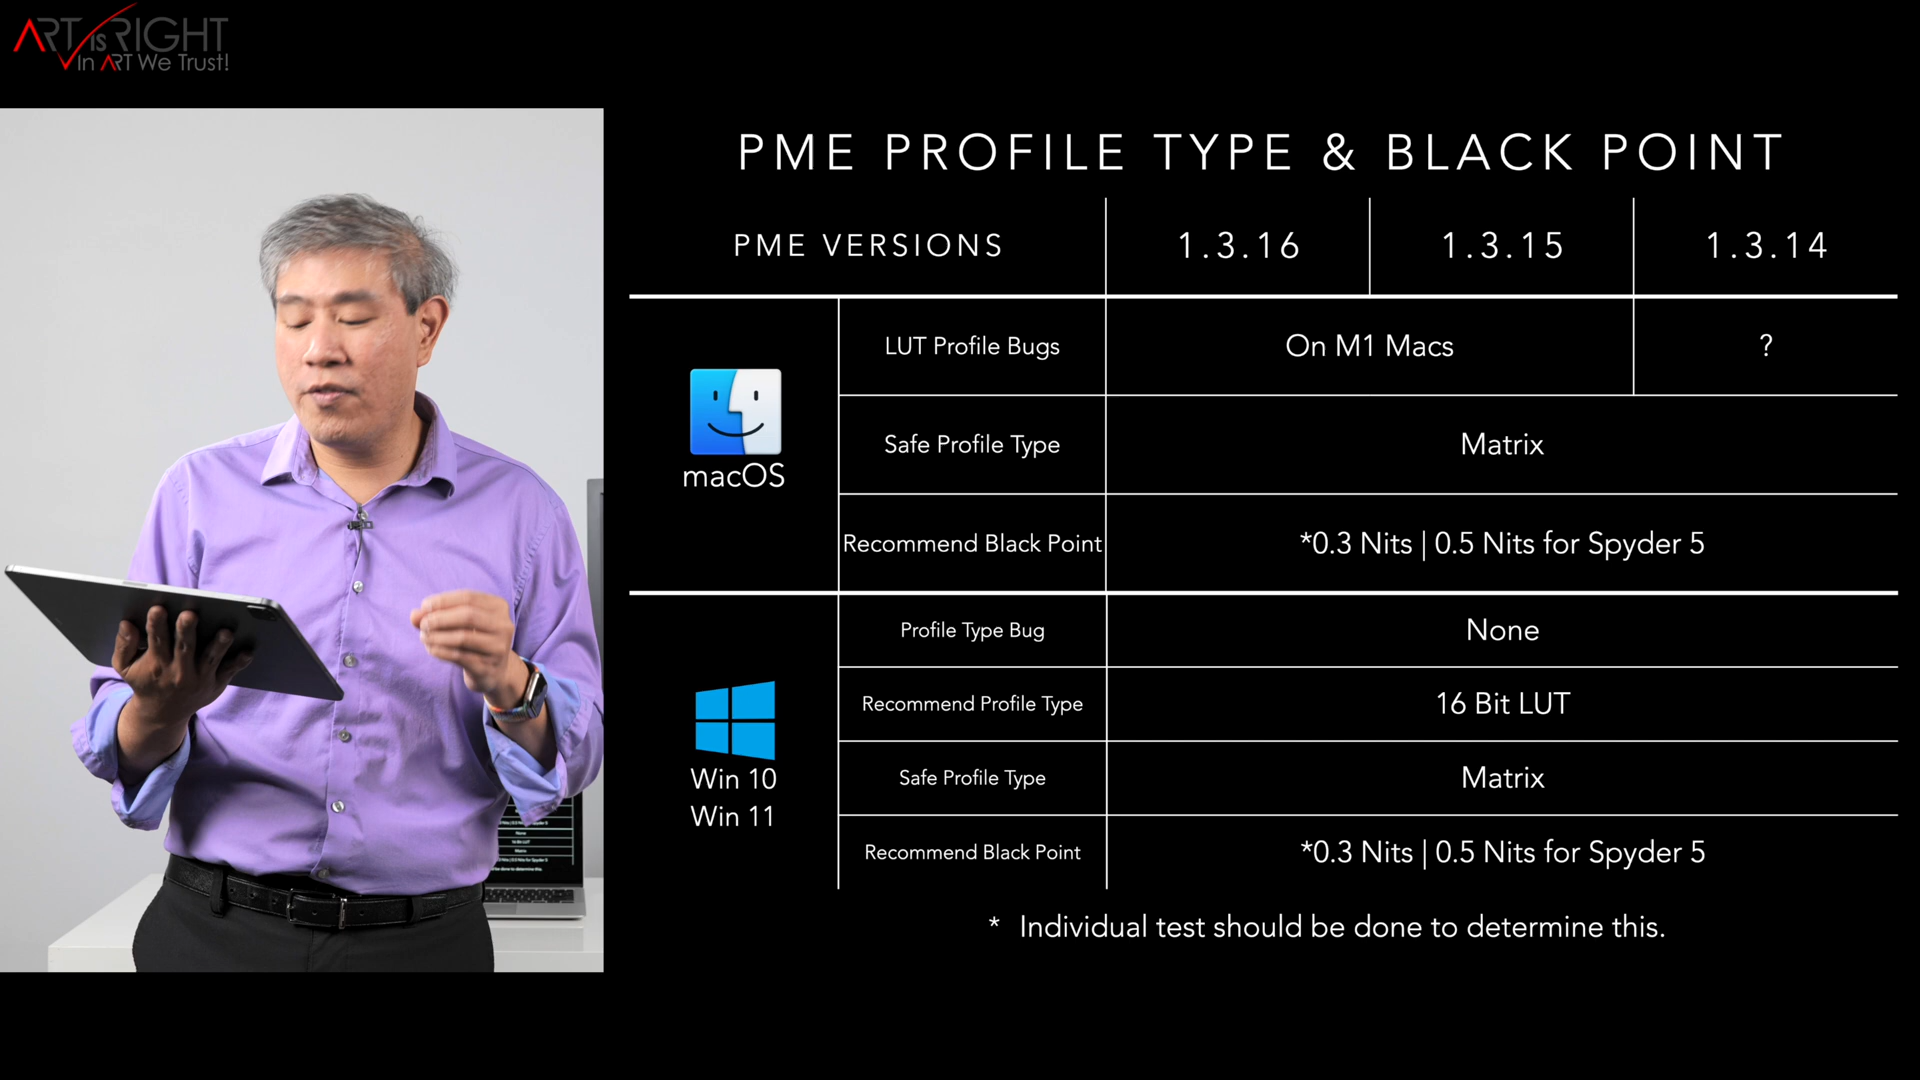 ART is RIGHT
In ART We Trust!
PME PROFILE TYPE & BLACK POINT
PME VERSIONS
1.3.16
1.3.15
1.3.14
macOS
LUT Profile Bugs
On M1 Macs
?
Safe Profile Type
Matrix
Recommend Black Point
*0.3 Nits | 0.5 Nits for Spyder 5
Win 10
Win 11
Profile Type Bug
None
Recommend Profile Type
16 Bit LUT
Safe Profile Type
Matrix
Recommend Black Point
*0.3 Nits | 0.5 Nits for Spyder 5
* Individual test should be done to determine this.